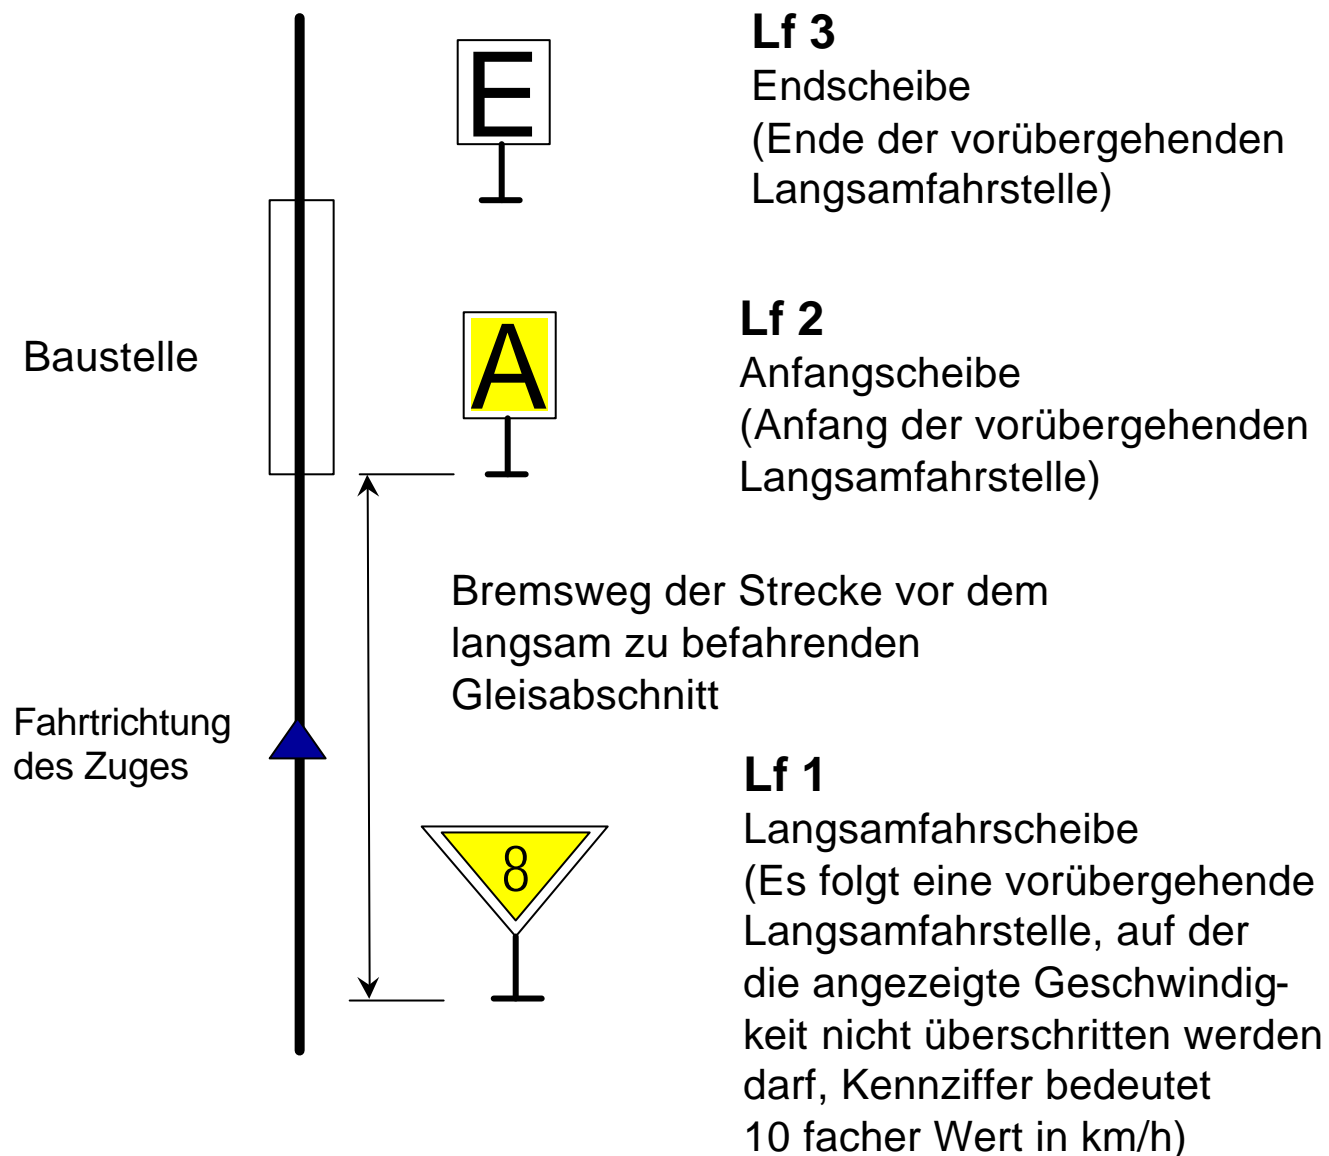 Lf 3
E
Endscheibe
(Ende der vorübergehenden
Langsamfahrstelle)
Lf 2
Baustelle
A
Anfangscheibe
(Anfang der vorübergehenden
Langsamfahrstelle)
Bremsweg der Strecke vor dem
langsam zu befahrenden
Gleisabschnitt
Fahrtrichtung
des Zuges
Lf 1
8
Langsamfahrscheibe
(Es folgt eine vorübergehende
Langsamfahrstelle, auf der
die angezeigte Geschwindig-
keit nicht überschritten werden
darf, Kennziffer bedeutet
10 facher Wert in km/h)